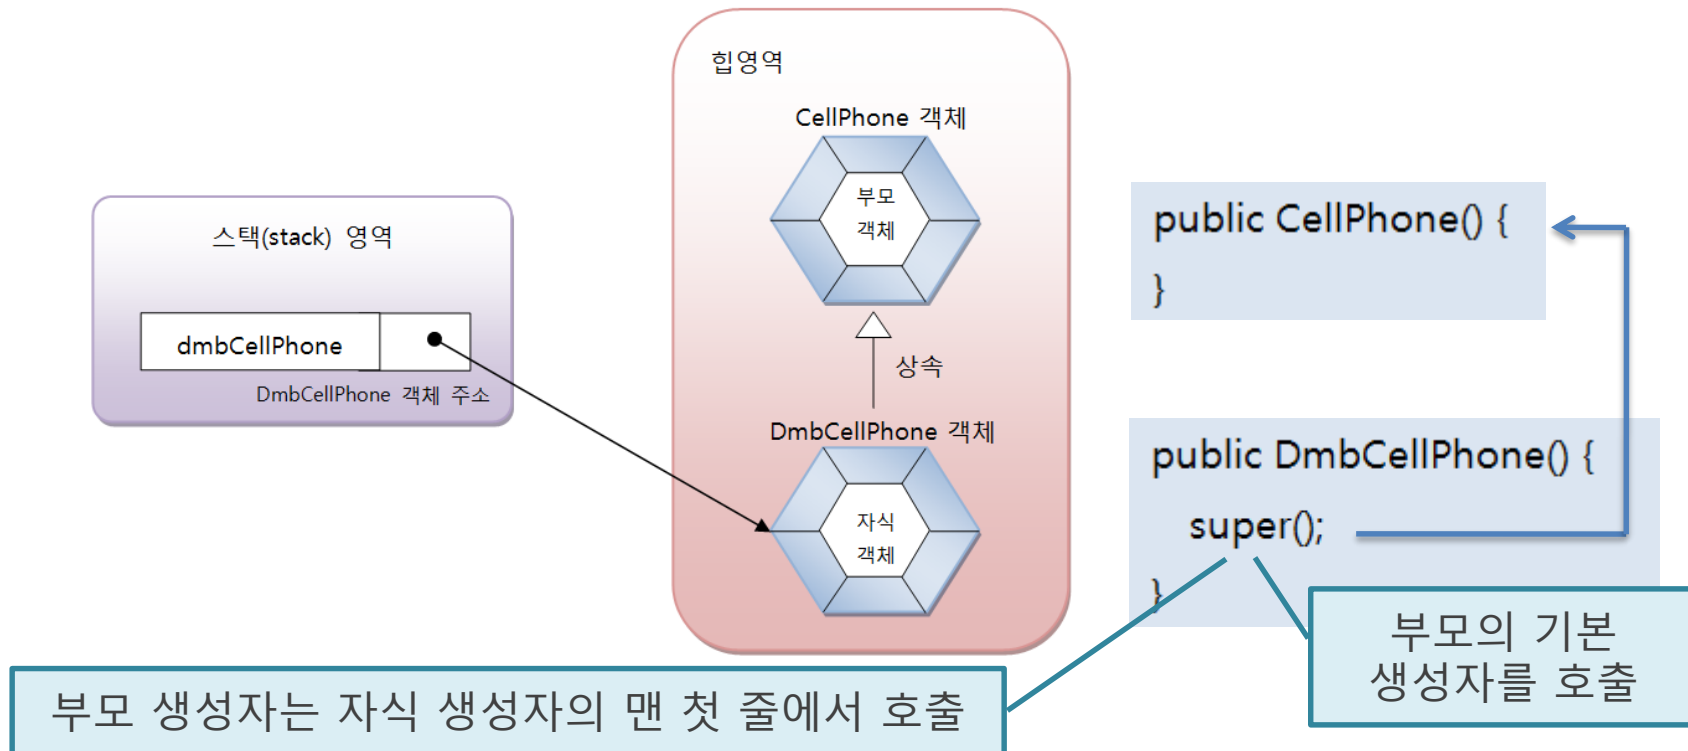 힙영역
CellPhone 객체
부모
객체
상속
DmbCellPhone 객체
자식
객체
스택(stack) 영역
dmbCellPhone
DmbCellPhone 객체 주소
public CellPhone() {
}
public DmbCellPhone() {
super();
}
부모의 기본
생성자를 호출
부모 생성자는 자식 생성자의 맨 첫 줄에서 호출